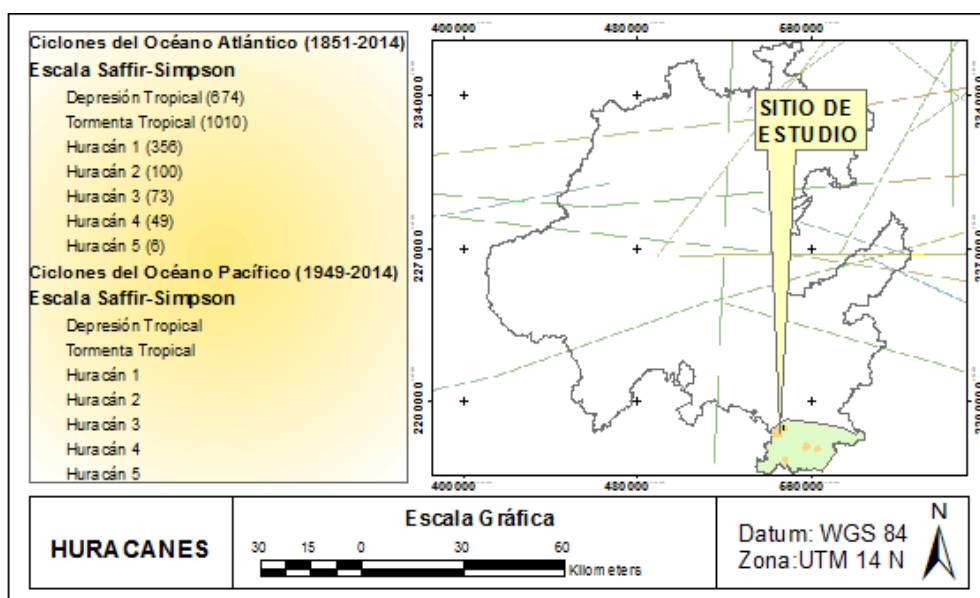 Ciclones del Océano Atlántico (1851-2014)
Escala Saffir-Simpson
Depresión Tropical (674)
Tormenta Tropical (1010)
Huracán 1 (356)
Huracán 2 (100)
Huracán 3 (73)
Huracán 4 (49)
Huracán 5 (6)
Ciclones del Océano Pacífico (1949-2014)
Escala Saffir-Simpson
Depresión Tropical
Tormenta Tropical
Huracán 1
Huracán 2
Huracán 3
Huracán 4
Huracán 5
400000 480000 560000
2340000
2270000
2200000
SITIO DE
ESTUDIO
2340000
2270000
2200000
400000 480000 560000
HURACANES
Escala Gráfica
30 15 0 30 60
Kilometers
Datum: WGS 84
Zona:UTM 14 N
N